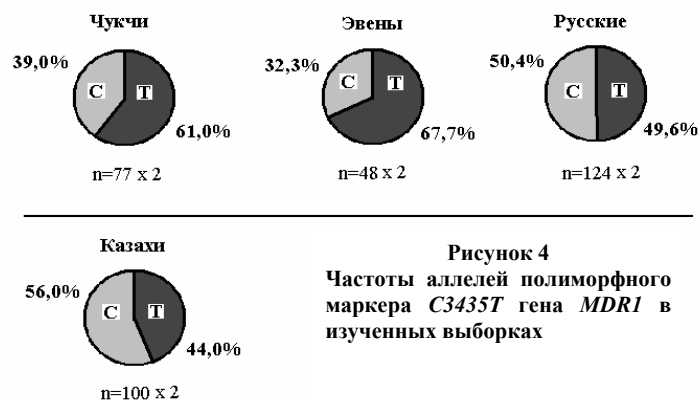 Чукчи
39,0%
С
Т
61,0%
n=77 x 2
Эвены
32,3%
С
Т
67,7%
n=48 x 2
Русские
50,4%
С
Т
49,6%
n=124 x 2
Казахи
56,0%
С
Т
44,0%
n=100 x 2
Рисунок 4
Частоты аллелей полиморфного
маркера C3435T гена MDR1 в
изученных выборках